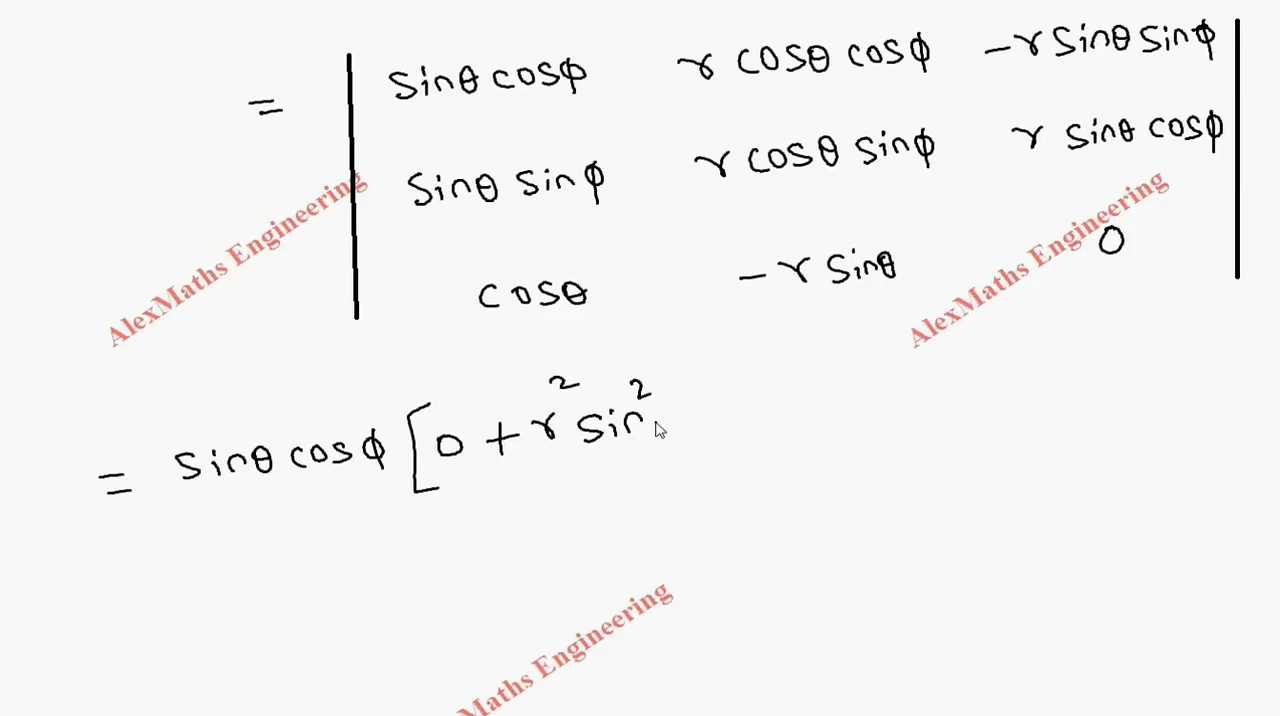 = | sinθ cosϕ r cosθ cosϕ -r sinθ sinϕ |
sinθ sinϕ r cosθ sinϕ r sinθ cosϕ
cosθ -r sinθ 0
AlexMaths Engineering
AlexMaths Engineering
= sinθ cosϕ [0 + r² sin²
Maths Engineering